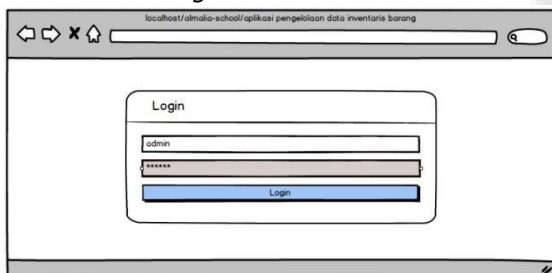 localhost/almalia-school/aplikasi pengelolaan data inventaris barang
Login
admin
******
Login